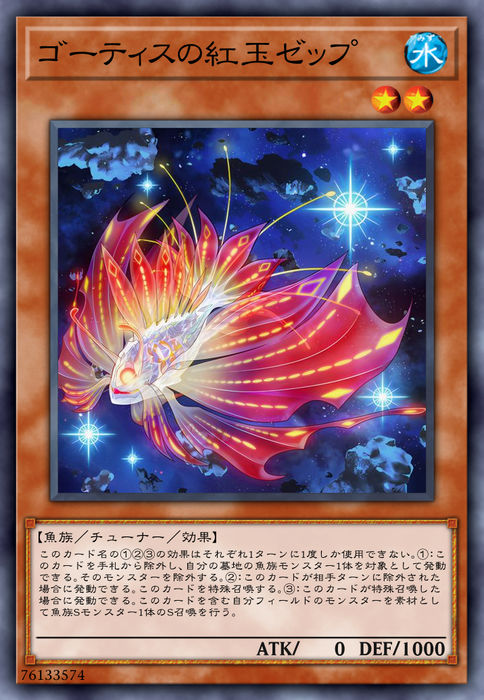 ゴーティスの紅玉ゼップ
みず
水
【魚族／チューナー／効果】
このカード名の①②③の効果はそれぞれ1ターンに1度しか使用できない。①：こ
のカードを手札から除外し、自分の墓地の魚族モンスター1体を対象として発動
できる。そのモンスターを除外する。②：このカードが相手ターンに除外された
場合に発動できる。このカードを特殊召喚する。③：このカードが特殊召喚した
場合に発動できる。このカードを含む自分フィールドのモンスターを素材とし
て魚族Sモンスター1体のS召喚を行う。
ATK/ 0 DEF/1000
76133574